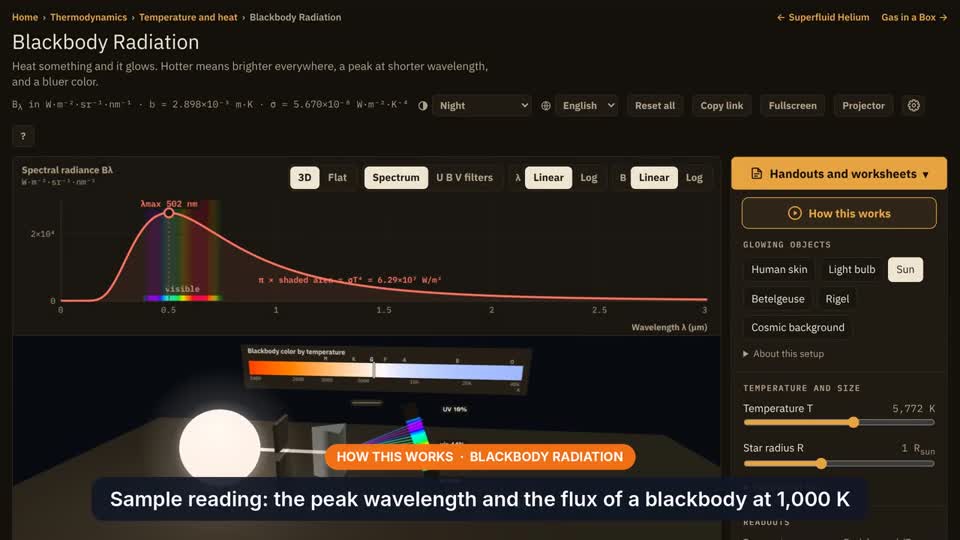 Home › Thermodynamics › Temperature and heat › Blackbody Radiation
← Superfluid Helium Gas in a Box →
Blackbody Radiation
Heat something and it glows. Hotter means brighter everywhere, a peak at shorter wavelength,
and a bluer color.
Bλ in W·m⁻²·sr⁻¹·nm⁻¹ · b = 2.898×10⁻³ m·K · σ = 5.670×10⁻⁸ W·m⁻²·K⁻⁴
Night
English
Reset all
Copy link
Fullscreen
Projector
?
Spectral radiance Bλ
W·m⁻²·sr⁻¹·nm⁻¹
3D Flat
Spectrum U B V filters
λ Linear Log
B Linear Log
λmax 502 nm
2×10⁴
π × shaded area = σT⁴ = 6.29×10⁷ W/m²
visible
0
0 0.5 1 1.5 2 2.5 3
Wavelength λ (μm)
Blackbody color by temperature
M K G F A B O
UV 10%
Handouts and worksheets ▾
How this works
GLOWING OBJECTS
Human skin Light bulb Sun
Betelgeuse Rigel
Cosmic background
▶ About this setup
TEMPERATURE AND SIZE
Temperature T 5,772 K
Star radius R 1 Rsun
READOUTS
HOW THIS WORKS · BLACKBODY RADIATION
Sample reading: the peak wavelength and the flux of a blackbody at 1,000 K